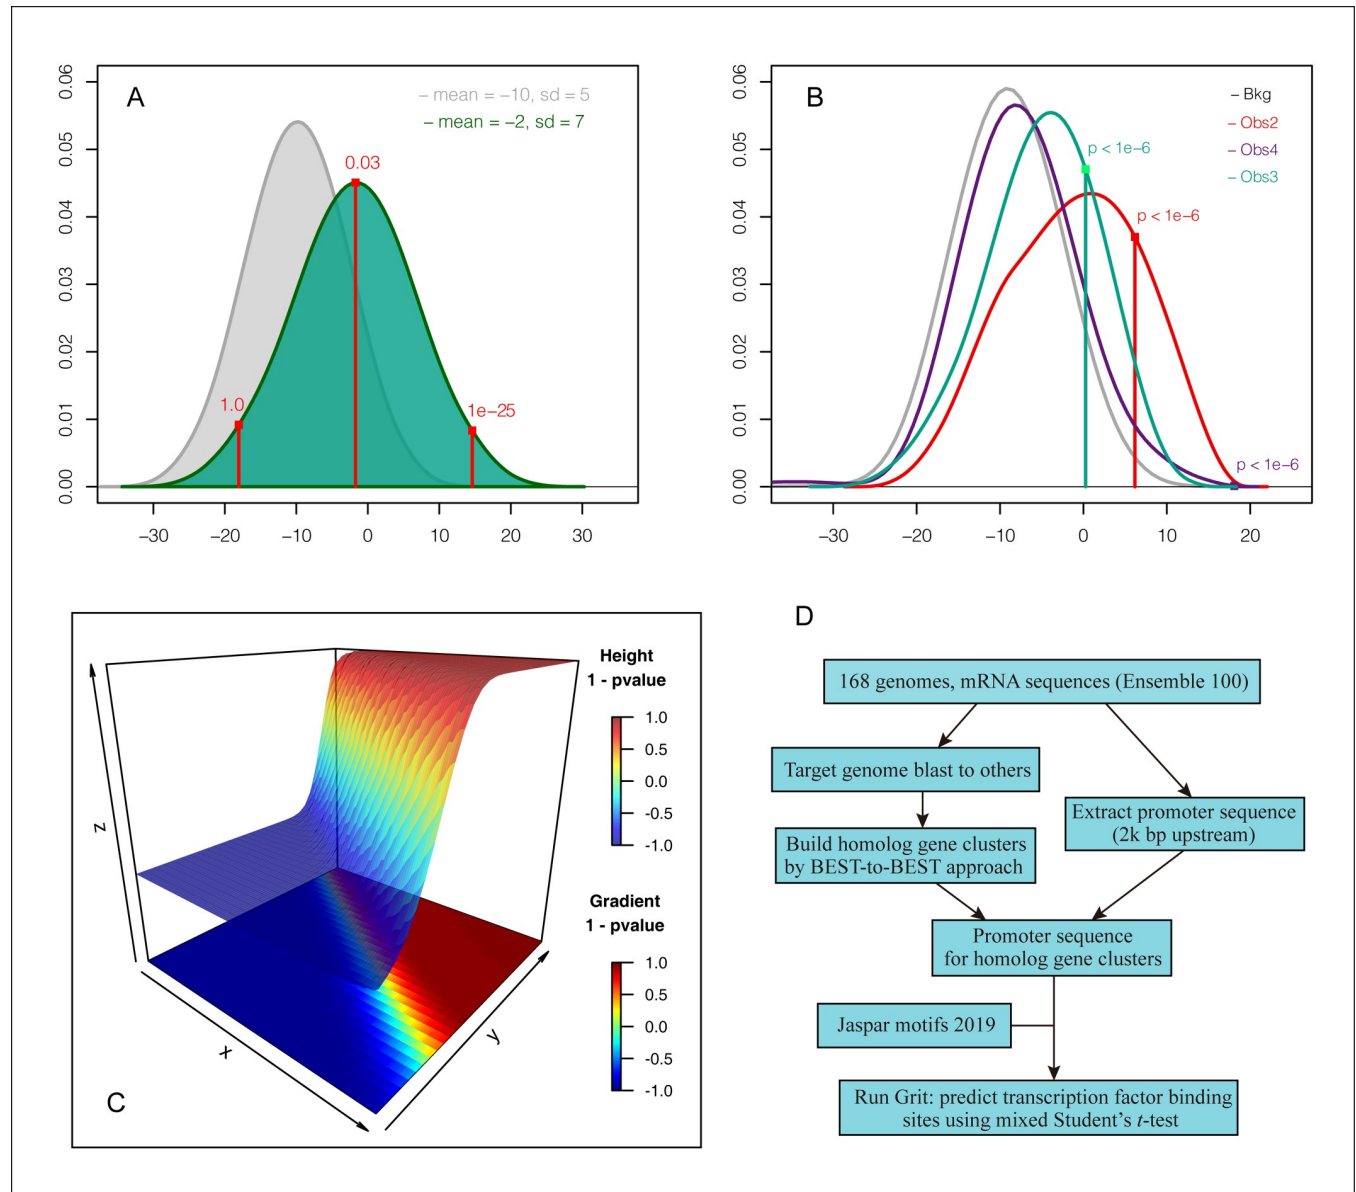 A
– mean = −10, sd = 5
– mean = −2, sd = 7
0.03
1.0
1e−25
0.00
0.01
0.02
0.03
0.04
0.05
0.06
−30
−20
−10
0
10
20
30
B
– Bkg
– Obs2
– Obs4
– Obs3
p < 1e−6
p < 1e−6
p < 1e−6
0.00
0.01
0.02
0.03
0.04
0.05
0.06
−30
−20
−10
0
10
20
C
z
x
y
Height
1 - pvalue
1.0
0.5
0.0
-0.5
-1.0
Gradient
1 - pvalue
1.0
0.5
0.0
-0.5
-1.0
D
168 genomes, mRNA sequences (Ensemble 100)
Target genome blast to others
Build homolog gene clusters
by BEST-to-BEST approach
Extract promoter sequence
(2k bp upstream)
Promoter sequence
for homolog gene clusters
Jaspar motifs 2019
Run Grit: predict transcription factor binding
sites using mixed Student's t-test